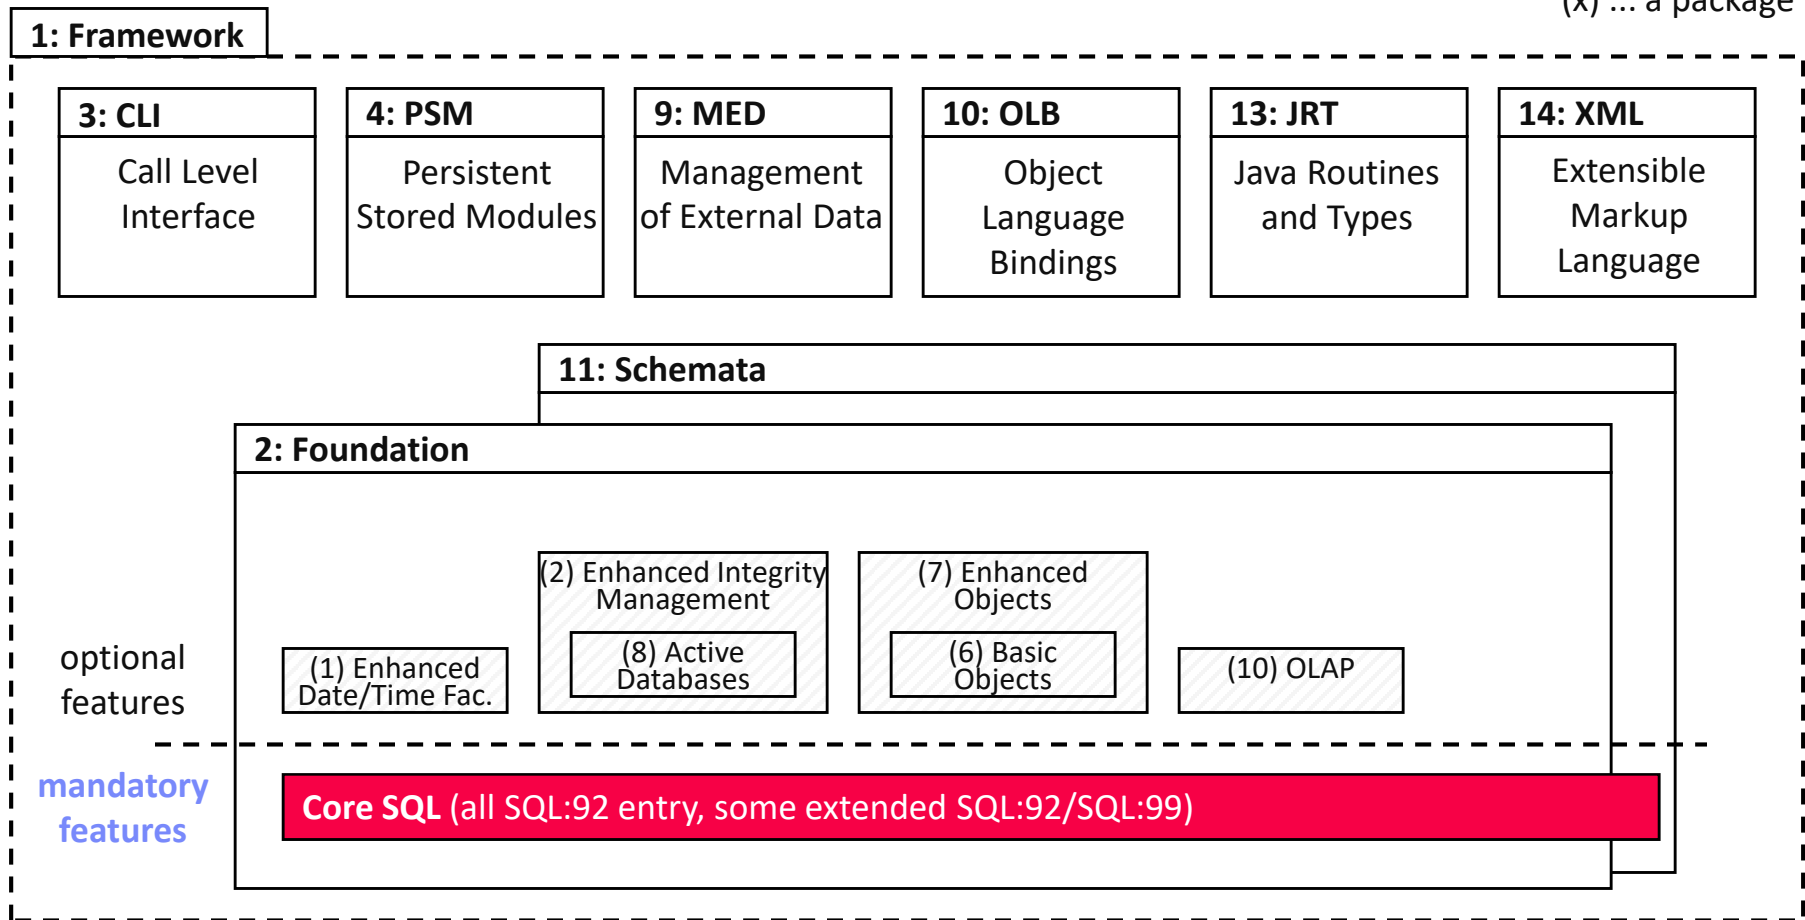 (x) ... a package
1: Framework
3: CLI
Call Level
Interface
4: PSM
Persistent
Stored Modules
9: MED
Management
of External Data
10: OLB
Object
Language
Bindings
13: JRT
Java Routines
and Types
14: XML
Extensible
Markup
Language
11: Schemata
2: Foundation
optional
features
(1) Enhanced
Date/Time Fac.
(2) Enhanced Integrity
Management
(8) Active
Databases
(7) Enhanced
Objects
(6) Basic
Objects
(10) OLAP
mandatory
features
Core SQL (all SQL:92 entry, some extended SQL:92/SQL:99)